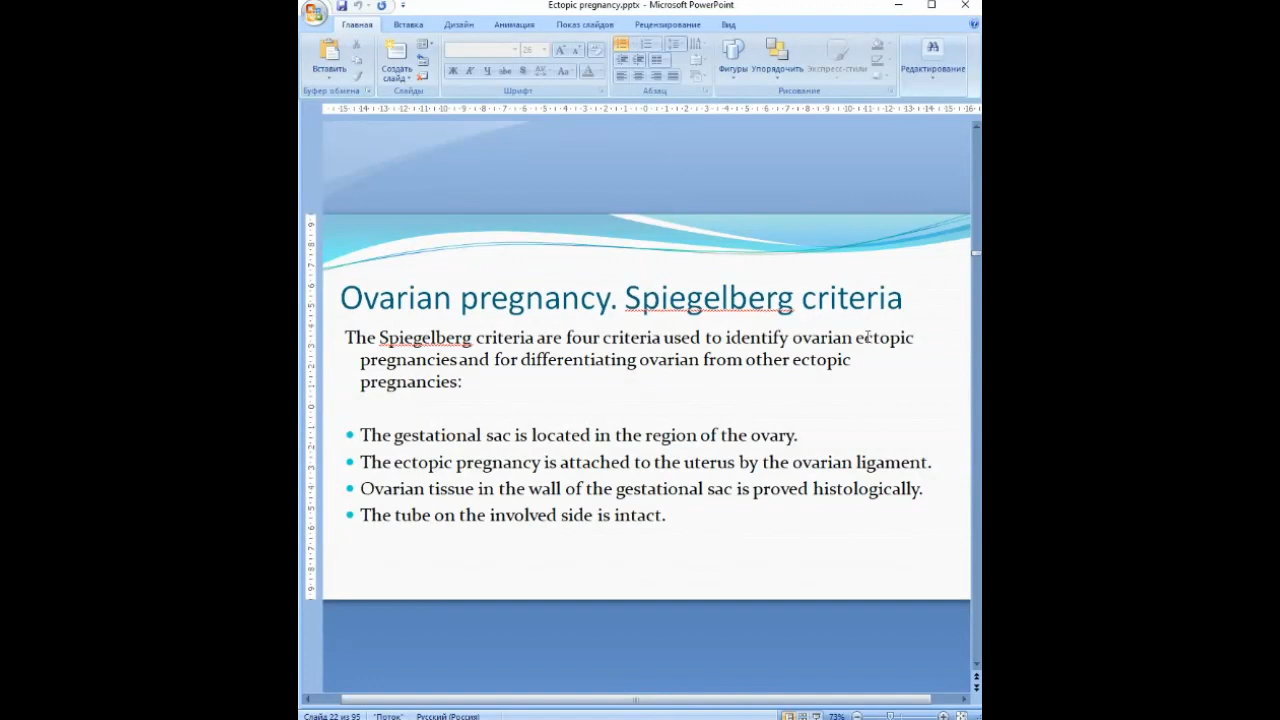 Ectopic pregnancy.pptx - Microsoft PowerPoint
Главная Вставка Дизайн Анимация Показ слайдов Рецензирование Вид
Вставить Создать слайд Фигуры Упорядочить Экспресс-стили Редактирование
Буфер обмена Слайды Шрифт Абзац Рисование
Ovarian pregnancy. Spiegelberg criteria
The Spiegelberg criteria are four criteria used to identify ovarian ectopic
pregnancies and for differentiating ovarian from other ectopic
pregnancies:
• The gestational sac is located in the region of the ovary.
• The ectopic pregnancy is attached to the uterus by the ovarian ligament.
• Ovarian tissue in the wall of the gestational sac is proved histologically.
• The tube on the involved side is intact.
Слайд 22 из 95 "Поток" Русский (Россия) 73%